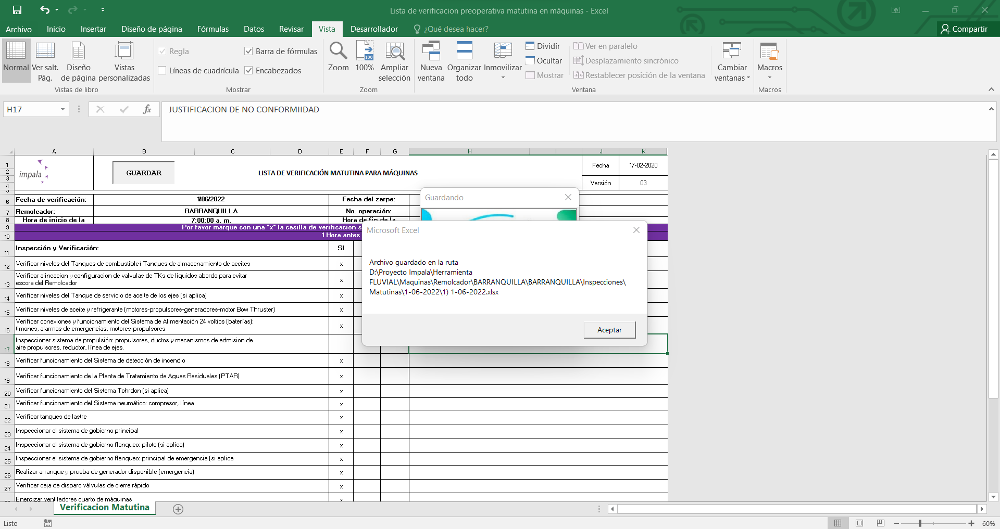 Lista de verificacion preoperativa matutina en máquinas - Excel
Archivo Inicio Insertar Diseño de página Fórmulas Datos Revisar Vista Desarrollador ¿Qué desea hacer? Compartir
Normal
Ver salt. Pág.
Diseño de página
Vistas personalizadas
Vistas de libro
Regla
Barra de fórmulas
Líneas de cuadrícula
Encabezados
Mostrar
Zoom
100
100%
Ampliar selección
Zoom
Nueva ventana
Organizar todo
Inmovilizar
Dividir
Ocultar
Mostrar
Ver en paralelo
Desplazamiento sincrónico
Restablecer posición de la ventana
Cambiar ventanas
Ventana
Macros
Macros
H17
fx
JUSTIFICACION DE NO CONFORMIIDAD
A B C D E F G H I J K
1
2
3
4
5
impala
GUARDAR
LISTA DE VERIFICACIÓN MATUTINA PARA MÁQUINAS
Fecha 17-02-2020
Versión 03
6 Fecha de verificación: 1/06/2022 Fecha del zarpe:
7 Remolcador: BARRANQUILLA No. operación:
8 Hora de inicio de la 7:00:00 a. m. Hora de fin de la
9 Por favor marque con una "x" la casilla de verificacion s
10 1 Hora antes
11 Inspección y Verificación: SI
12 Verificar niveles del Tanques de combustible / Tanques de almacenamiento de aceites x
13 Verificar alineacion y configuracion de valvulas de TKs de liquidos abordo para evitar
escora del Remolcador x
14 Verificar niveles del Tanque de servicio de aceite de los ejes (si aplica) x
15 Verificar niveles de aceite y refrigerante (motores-propulsores-generadores-motor Bow Thruster) x
16 Verificar conexiones y funcionamiento del Sistema de Alimentación 24 voltios (baterías):
timones, alarmas de emergencias, motores-propulsores x
17 Inspeccionar sistema de propulsión: propulsores, ductos y mecanismos de admision de
aire propulsores, reductor, línea de ejes.
18 Verificar funcionamiento del Sistema de detección de incendio x
19 Verificar funcionamiento de la Planta de Tratamiento de Aguas Residuales (PTAR) x
20 Verificar funcionamiento del Sistema Tohrdon (si aplica) x
21 Verificar funcionamiento del Sistema neumático: compresor, línea x
22 Verificar tanques de lastre x
23 Inspeccionar el sistema de gobierno principal x
24 Inspeccionar el sistema de gobierno flanqueo: piloto (si aplica) x
25 Inspeccionar el sistema de gobierno flanqueo: principal de emergencia (si aplica x
26 Realizar arranque y prueba de generador disponible (emergencia) x
27 Verificar caja de disparo válvulas de cierre rápido x
Energizar ventiladores cuarto de máquinas x
Guardando
Microsoft Excel
Archivo guardado en la ruta
D:\Proyecto Impala\Herramienta
FLUVIAL\Maquinas\Remolcador\BARRANQUILLA\BARRANQUILLA\Inspecciones\
Matutinas\1-06-2022\1) 1-06-2022.xlsx
Aceptar
Verificacion Matutina
Listo
60%